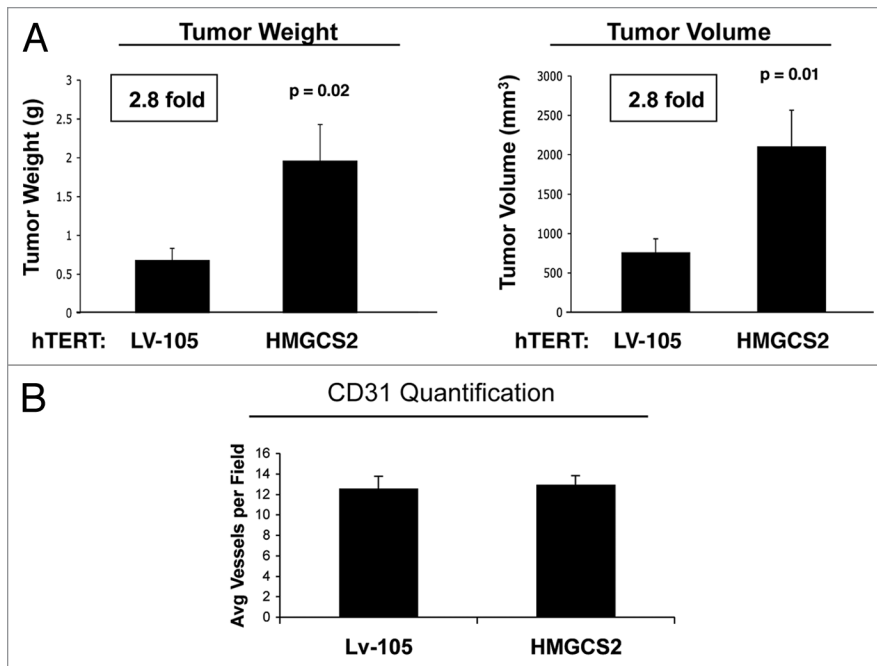 A
Tumor Weight
Tumor Weight (g)
3
2.5
2
1.5
1
0.5
0
2.8 fold
p = 0.02
hTERT: LV-105 HMGCS2
Tumor Volume
Tumor Volume (mm³)
3000
2500
2000
1500
1000
500
0
2.8 fold
p = 0.01
hTERT: LV-105 HMGCS2
B
CD31 Quantification
Avg Vessels per Field
16
14
12
10
8
6
4
2
0
Lv-105 HMGCS2